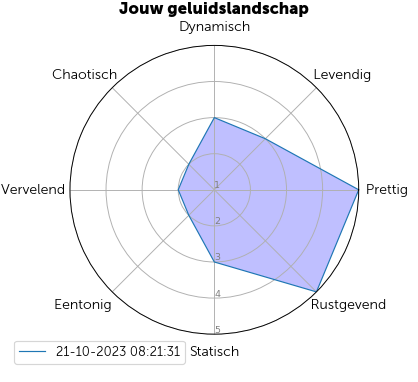 Jouw geluidslandschap
Dynamisch
Chaotisch
Levendig
Vervelend
Prettig
Eentonig
Rustgevend
Statisch
1
2
3
4
5
21-10-2023 08:21:31